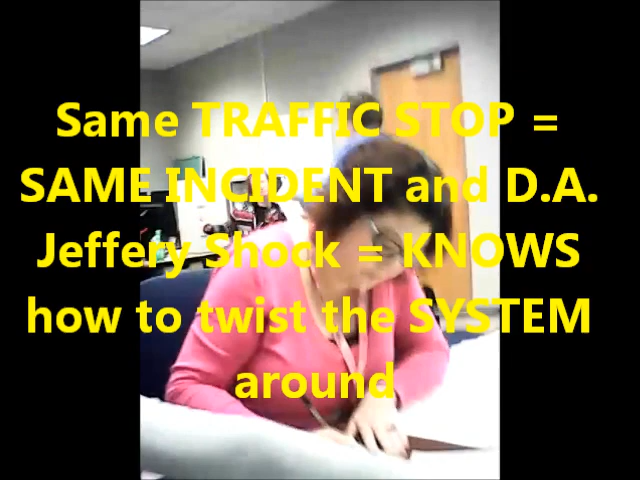 Same TRAFFIC STOP =
SAME INCIDENT and D.A.
Jeffery Shock = KNOWS
how to twist the SYSTEM
around